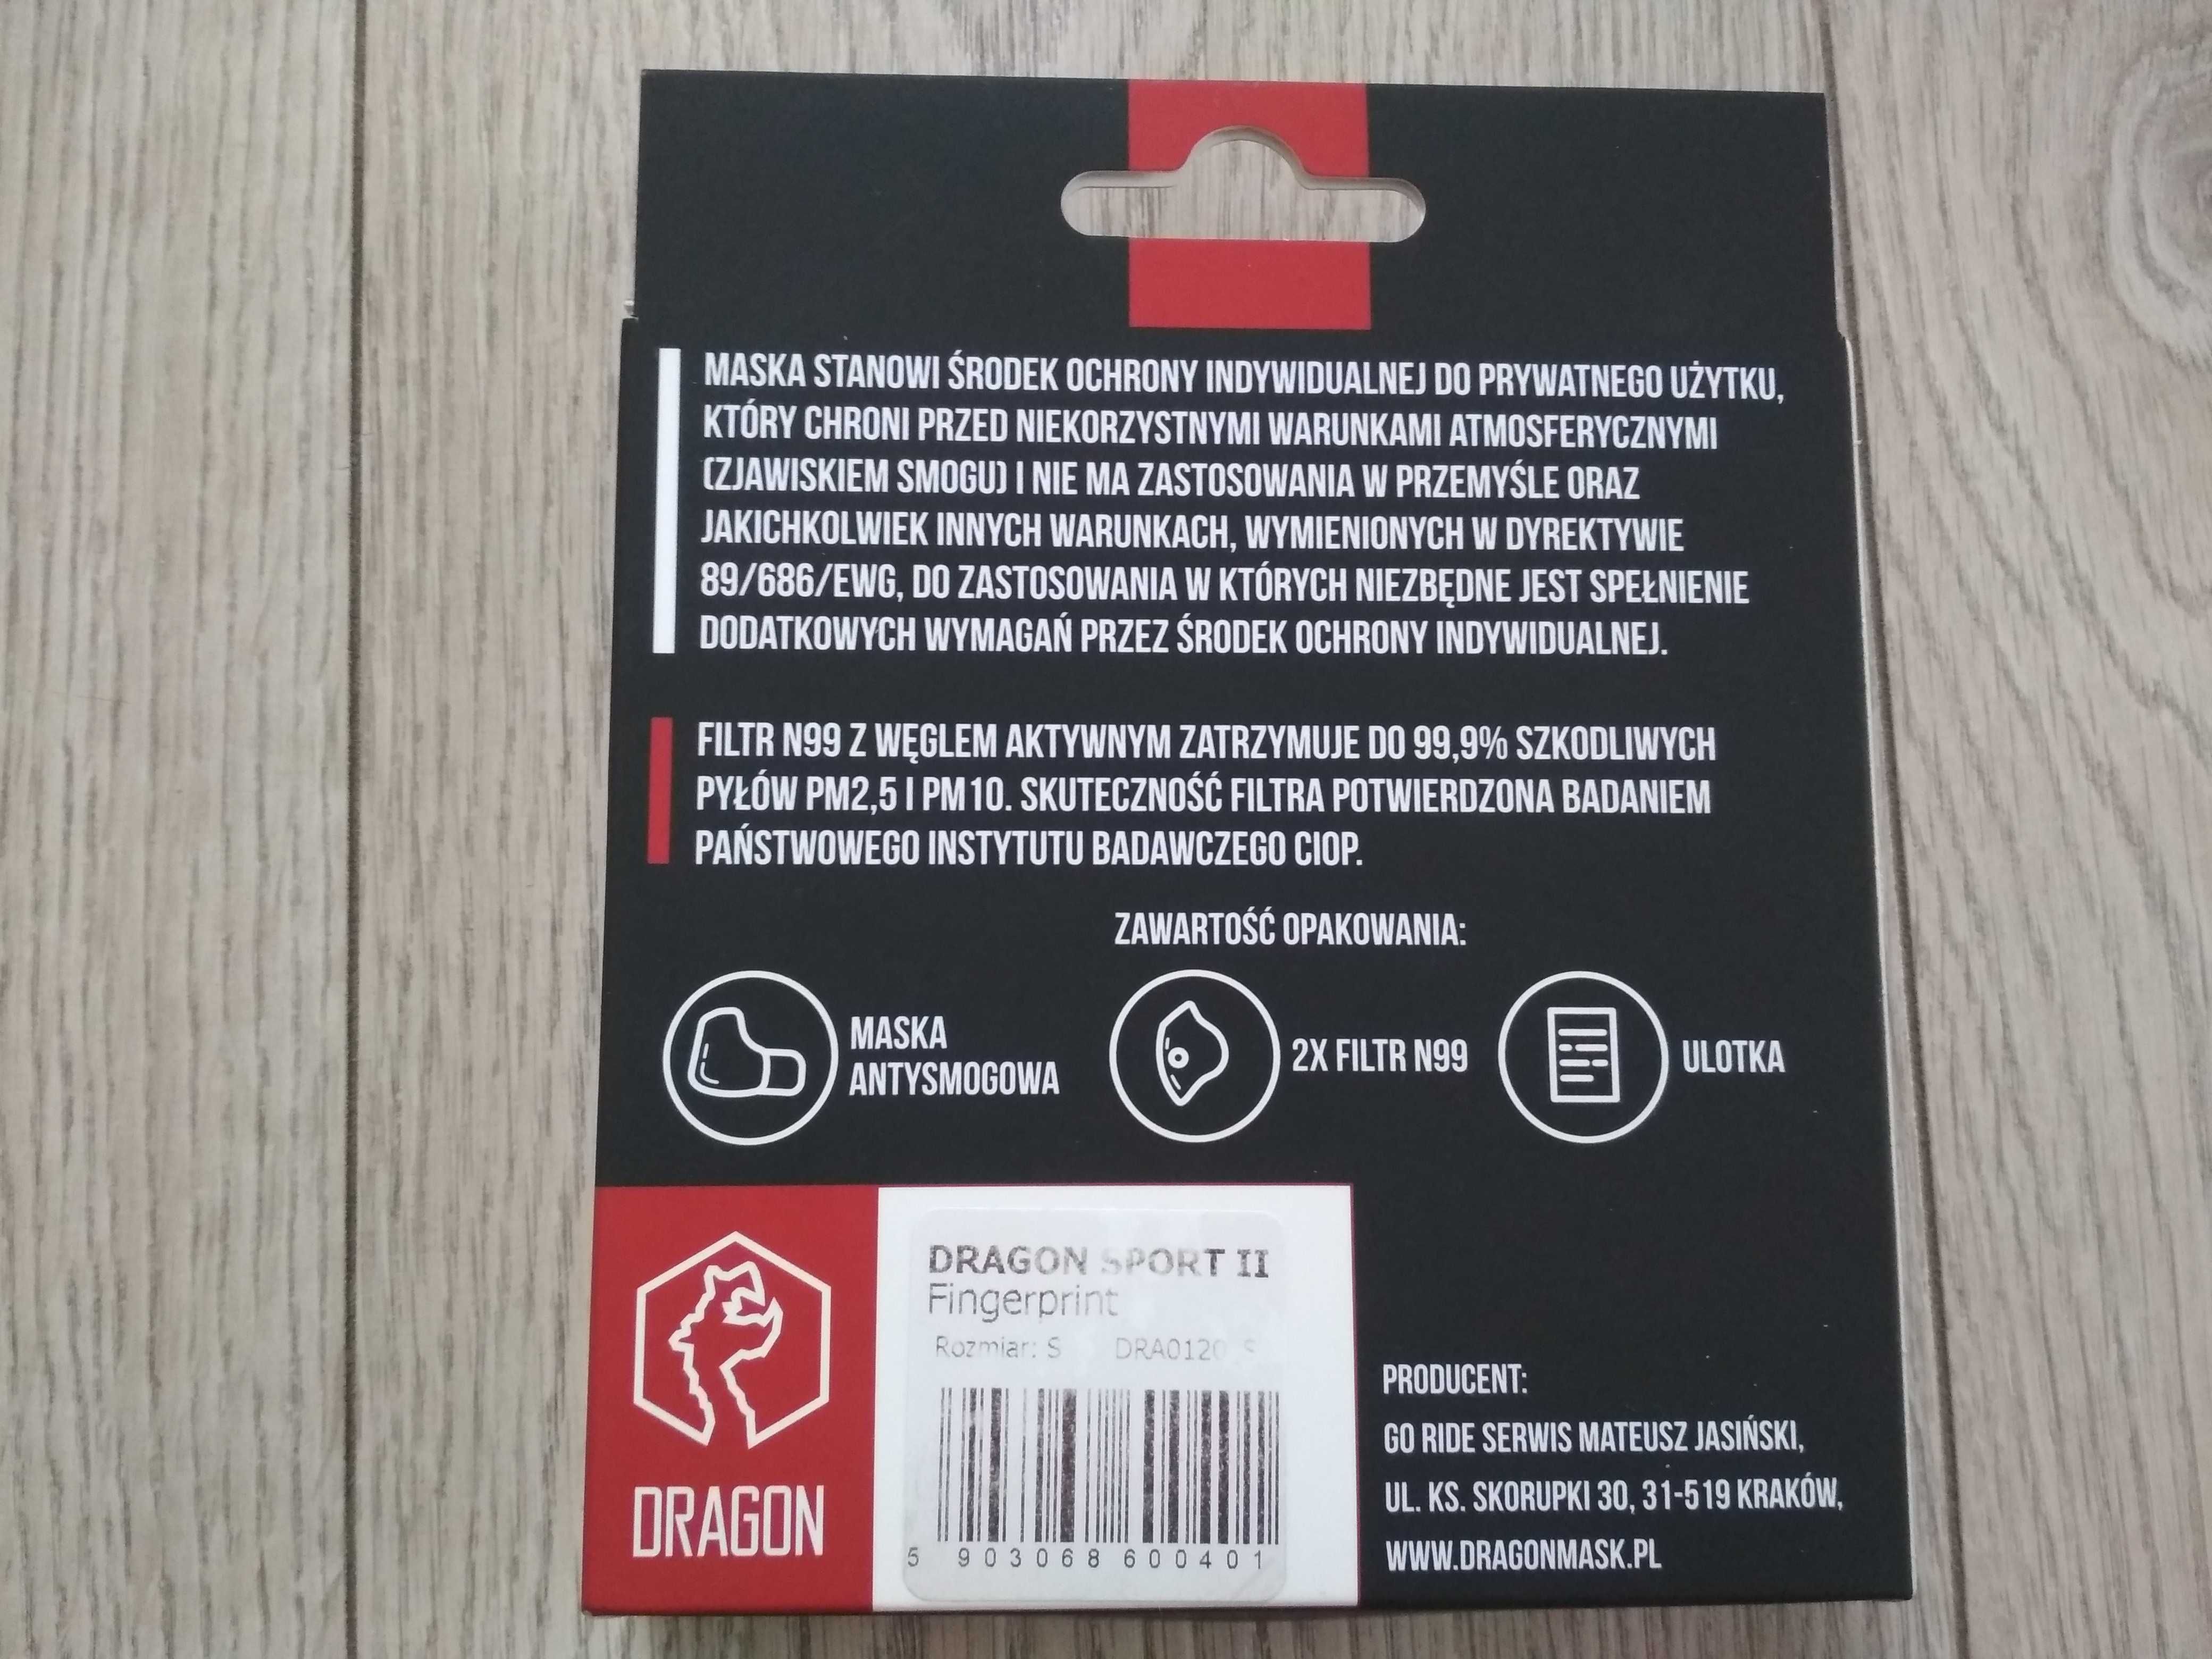 MASKA STANOWI ŚRODEK OCHRONY INDYWIDUALNEJ DO PRYWATNEGO UŻYTKU,
KTÓRY CHRONI PRZED NIEKORZYSTNYMI WARUNKAMI ATMOSFERYCZNYMI
(ZJAWISKIEM SMOGU) I NIE MA ZASTOSOWANIA W PRZEMYŚLE ORAZ
JAKICHKOLWIEK INNYCH WARUNKACH, WYMIENIONYCH W DYREKTYWIE
89/686/EWG, DO ZASTOSOWANIA W KTÓRYCH NIEZBĘDNE JEST SPEŁNIENIE
DODATKOWYCH WYMAGAŃ PRZEZ ŚRODEK OCHRONY INDYWIDUALNEJ.
FILTR N99 Z WĘGLEM AKTYWNYM ZATRZYMUJE DO 99,9% SZKODLIWYCH
PYŁÓW PM2,5 I PM10. SKUTECZNOŚĆ FILTRA POTWIERDZONA BADANIEM
PAŃSTWOWEGO INSTYTUTU BADAWCZEGO CIOP.
ZAWARTOŚĆ OPAKOWANIA:
MASKA
ANTYSMOGOWA
2X FILTR N99
ULOTKA
DRAGON
DRAGON SPORT II
Fingerprint
Rozmiar: S DRA0120 S
5 903068 600401
PRODUCENT:
GO RIDE SERWIS MATEUSZ JASIŃSKI,
UL. KS. SKORUPKI 30, 31-519 KRAKÓW,
WWW.DRAGONMASK.PL